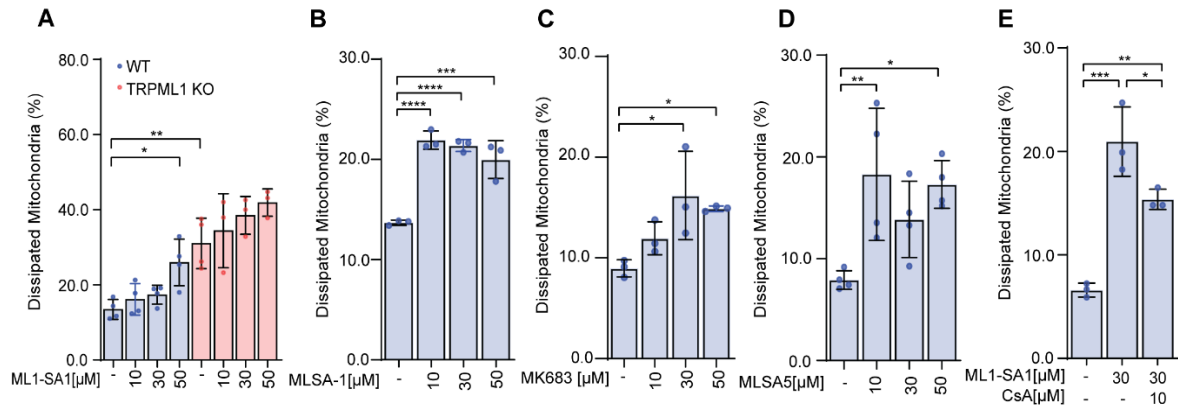 A
Dissipated Mitochondria (%)
80.0
60.0
40.0
20.0
0.0
WT
TRPML1 KO
**
*
ML1-SA1[µM] - 10 30 50 - 10 30 50
B
Dissipated Mitochondria (%)
30.0
20.0
10.0
0.0
***
****
****
MLSA-1[µM] - 10 30 50
C
Dissipated Mitochondria (%)
30.0
20.0
10.0
0.0
*
*
MK683 [µM] - 10 30 50
D
Dissipated Mitochondria (%)
30.0
20.0
10.0
0.0
*
**
MLSA5[µM] - 10 30 50
E
Dissipated Mitochondria (%)
30.0
20.0
10.0
0.0
**
*** *
ML1-SA1[µM] - 30 30
CsA[µM] - - 10